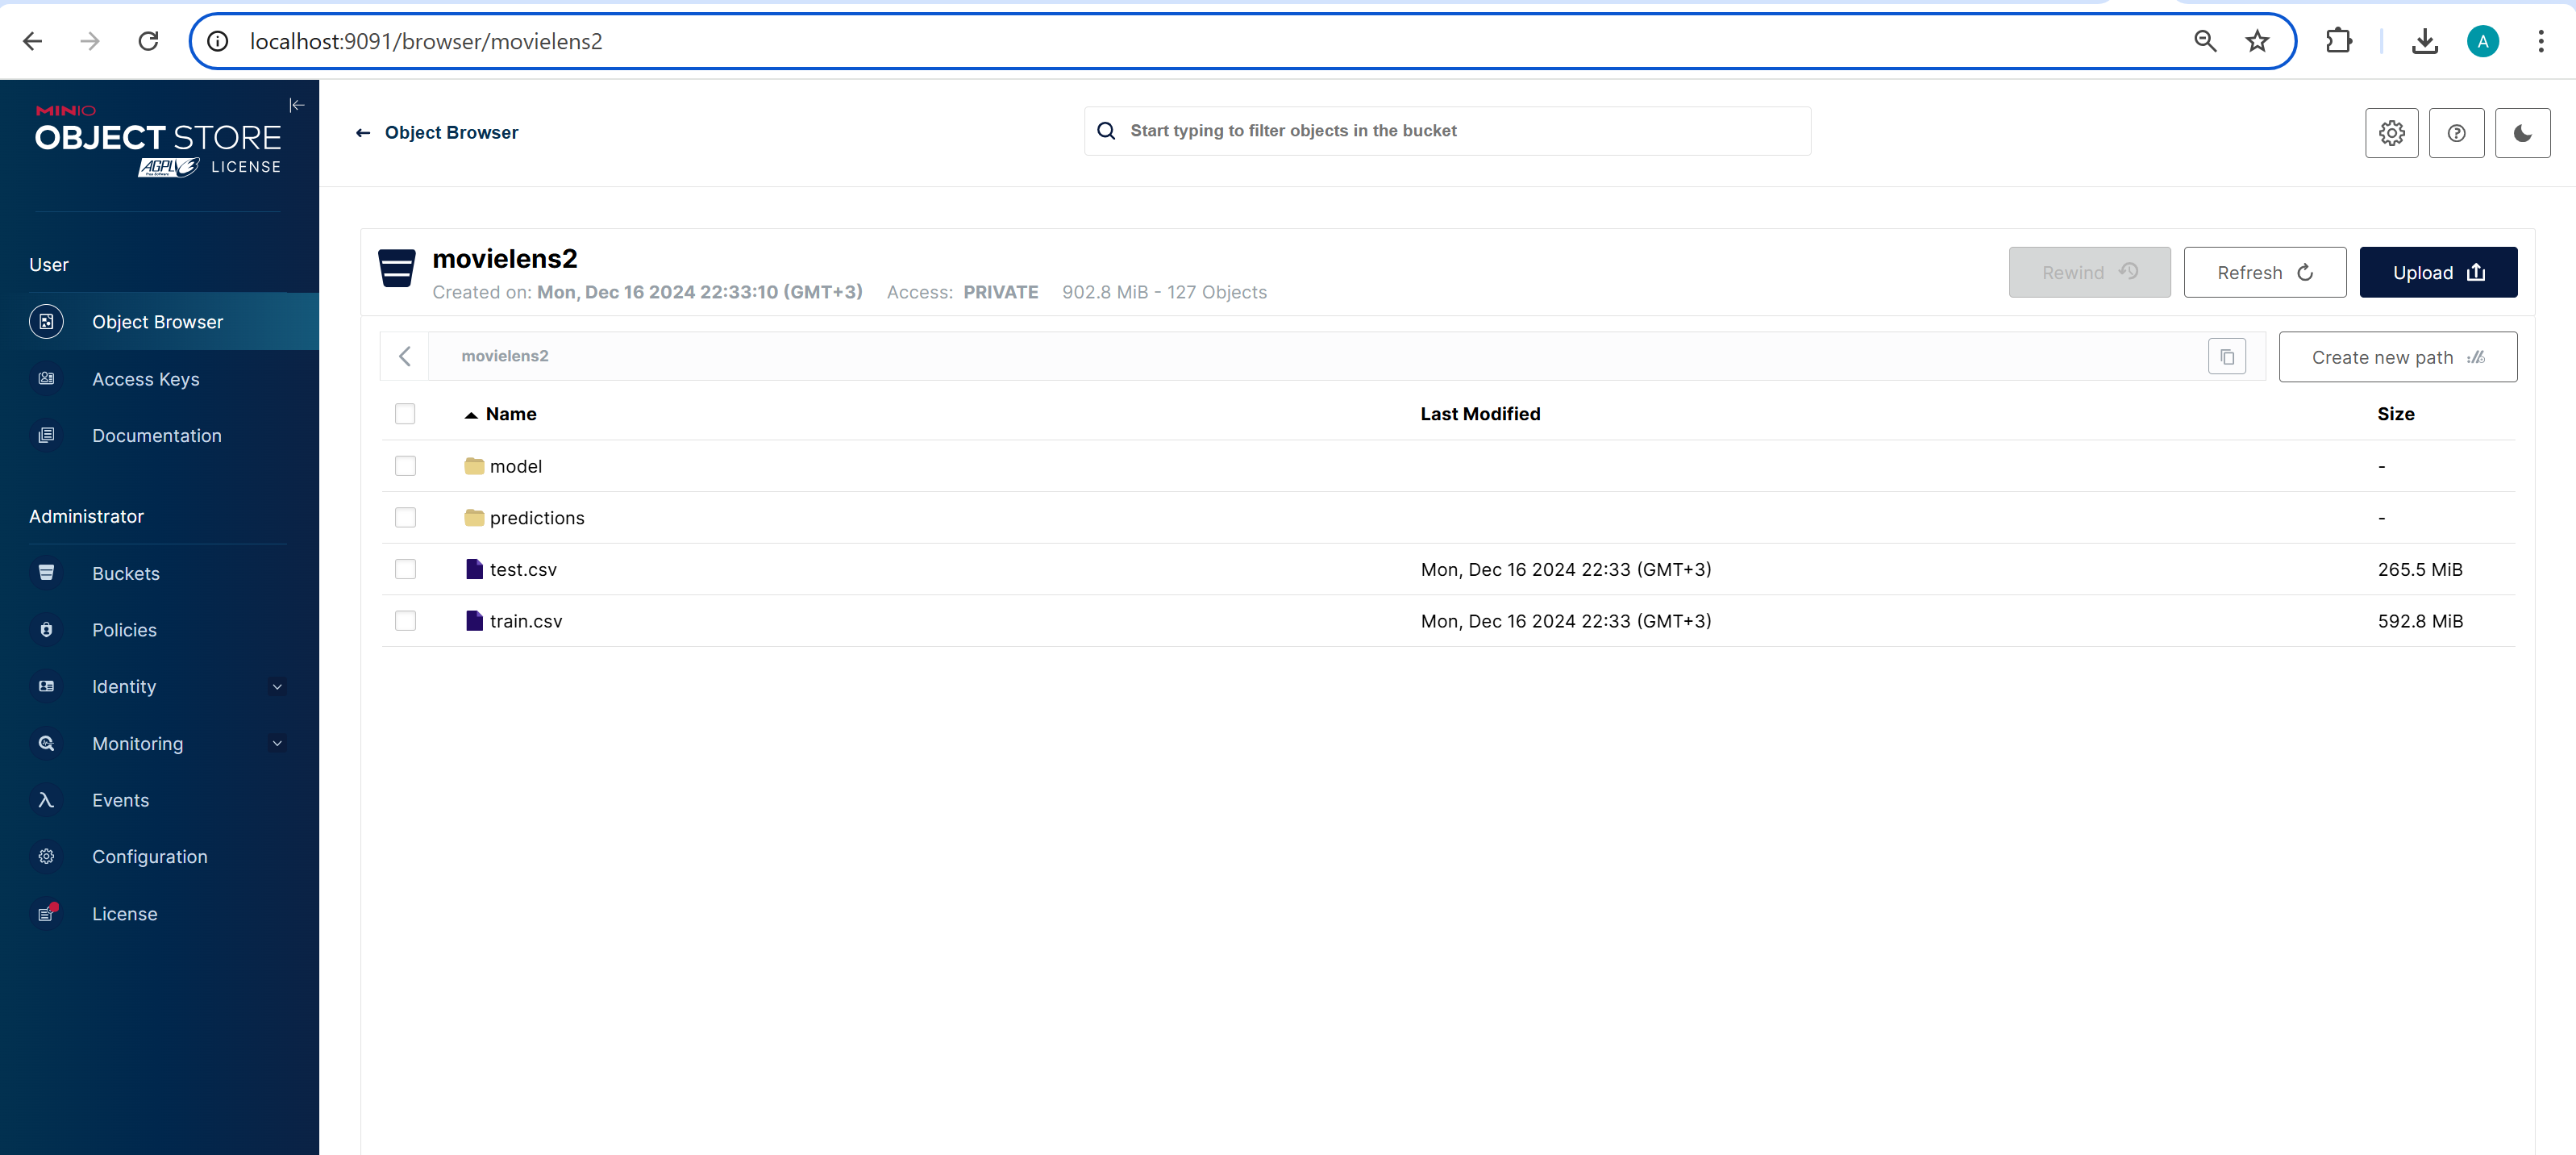 localhost:9091/browser/movielens2
A
MINIO
OBJECT STORE
AGPL V3 LICENSE
Object Browser
Start typing to filter objects in the bucket
User
Object Browser
Access Keys
Documentation
Administrator
Buckets
Policies
Identity
Monitoring
Events
Configuration
License
movielens2
Created on: Mon, Dec 16 2024 22:33:10 (GMT+3) Access: PRIVATE 902.8 MiB - 127 Objects
Rewind Refresh Upload
movielens2
Create new path
Name Last Modified Size
model -
predictions -
test.csv Mon, Dec 16 2024 22:33 (GMT+3) 265.5 MiB
train.csv Mon, Dec 16 2024 22:33 (GMT+3) 592.8 MiB